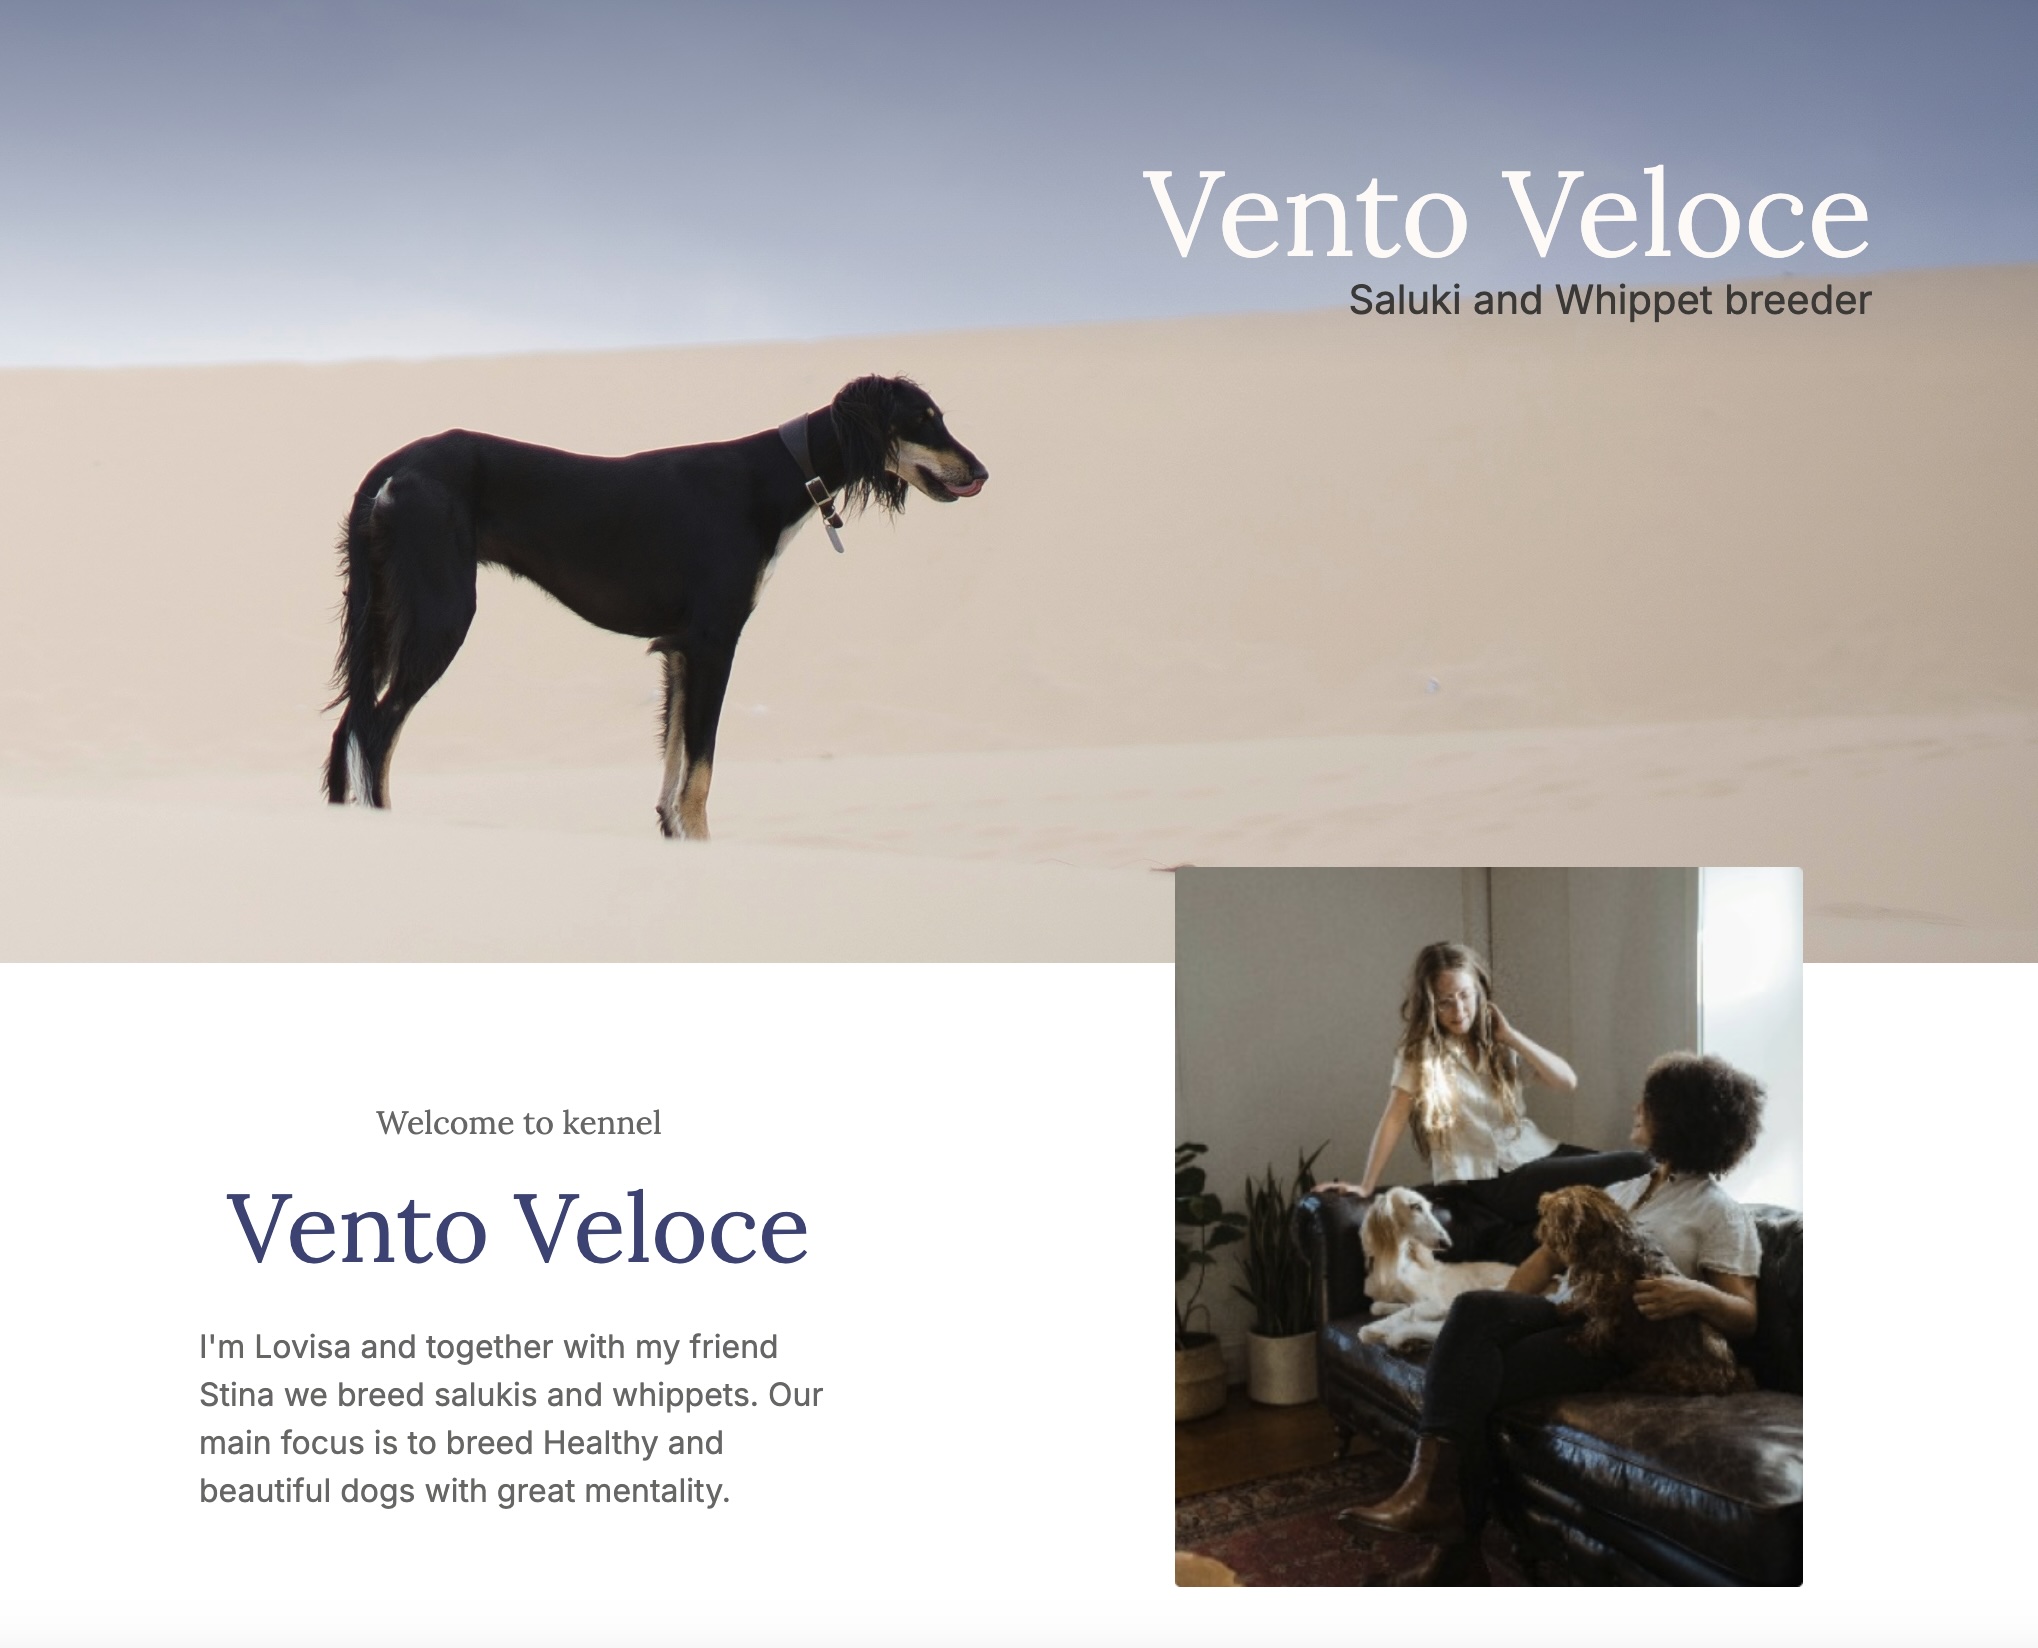 Vento Veloce
Saluki and Whippet breeder
Welcome to kennel
Vento Veloce
I'm Lovisa and together with my friend
Stina we breed salukis and whippets. Our
main focus is to breed Healthy and
beautiful dogs with great mentality.